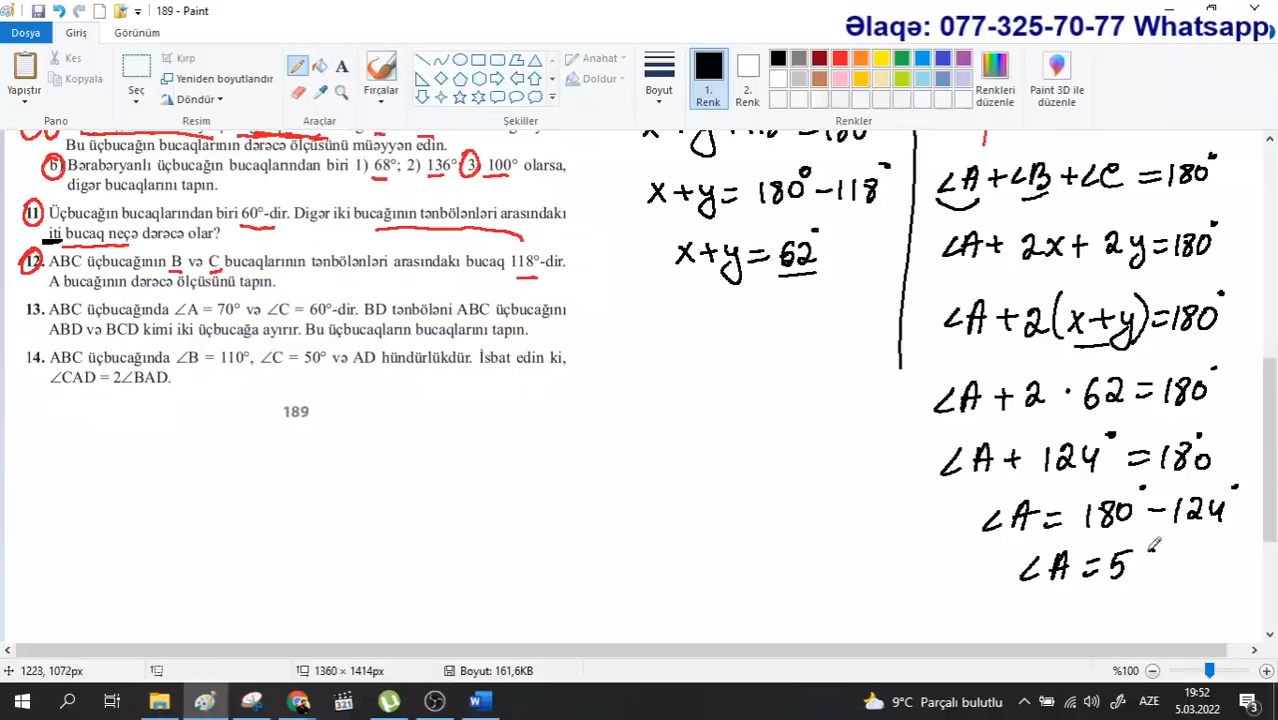 189 - Paint
Əlaqə: 077-325-70-77 Whatsapp
Dosya
Giriş
Görünüm
Yapıştır
Kes
Kopyala
Pano
Seç
Kırp
Yeniden boyutlandır
Döndür
Resim
A
Araçlar
Fırçalar
Şekiller
Anahat
Doldur
Boyut
1.
Renk
2.
Renk
Renkler
Renkleri
düzenle
Paint 3D ile
düzenle
Bu üçbucağın bucaqlarının dərəcə ölçüsünü müəyyən edin.
b) Bərabəryanlı üçbucağın bucaqlarından biri 1) 68°; 2) 136°; 3) 100° olarsa,
digər bucaqlarını tapın.
11 Üçbucağın bucaqlarından biri 60°-dir. Digər iki bucağının tənbölənləri arasındakı
iti bucaq neçə dərəcə olar?
12. ABC üçbucağının B və C bucaqlarının tənbölənləri arasındakı bucaq 118°-dir.
A bucağının dərəcə ölçüsünü tapın.
13. ABC üçbucağında ∠A = 70° və ∠C = 60°-dir. BD tənböləni ABC üçbucağını
ABD və BCD kimi iki üçbucağa ayırır. Bu üçbucaqların bucaqlarını tapın.
14. ABC üçbucağında ∠B = 110°, ∠C = 50° və AD hündürlükdür. İsbat edin ki,
∠CAD = 2∠BAD.
189
x+y+118=180
x+y= 180°-118°
x+y= 62°
∠A+∠B+∠C=180°
∠A+ 2x+ 2y=180°
∠A+2(x+y)=180°
∠A+2 · 62=180°
∠A+ 124°=180°
∠A= 180°-124°
∠A=5
1223, 1072px
1360 × 1414px
Boyut: 161,6KB
%100
9°C Parçalı bulutlu
AZE
19:52
5.03.2022
3